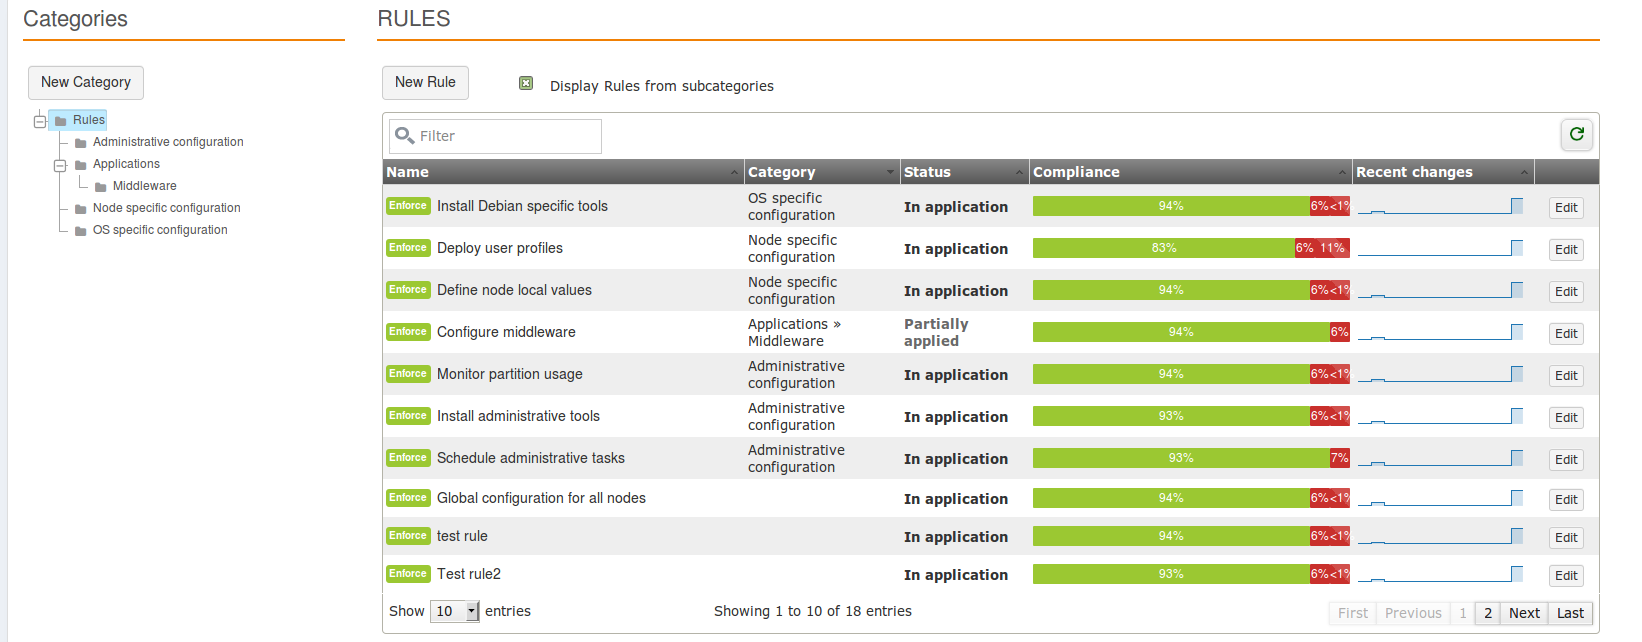 Categories
RULES
New Category
New Rule
Display Rules from subcategories
Rules
Administrative configuration
Applications
Middleware
Node specific configuration
OS specific configuration
Filter
Name Category Status Compliance Recent changes
Enforce Install Debian specific tools OS specific configuration In application 94% 6% <1% Edit
Enforce Deploy user profiles Node specific configuration In application 83% 6% 11% Edit
Enforce Define node local values Node specific configuration In application 94% 6% <1% Edit
Enforce Configure middleware Applications » Middleware Partially applied 94% 6% Edit
Enforce Monitor partition usage Administrative configuration In application 94% 6% <1% Edit
Enforce Install administrative tools Administrative configuration In application 93% 6% <1% Edit
Enforce Schedule administrative tasks Administrative configuration In application 93% 7% Edit
Enforce Global configuration for all nodes In application 94% 6% <1% Edit
Enforce test rule In application 94% 6% <1% Edit
Enforce Test rule2 In application 93% 6% <1% Edit
Show 10 entries
Showing 1 to 10 of 18 entries
First Previous 1 2 Next Last